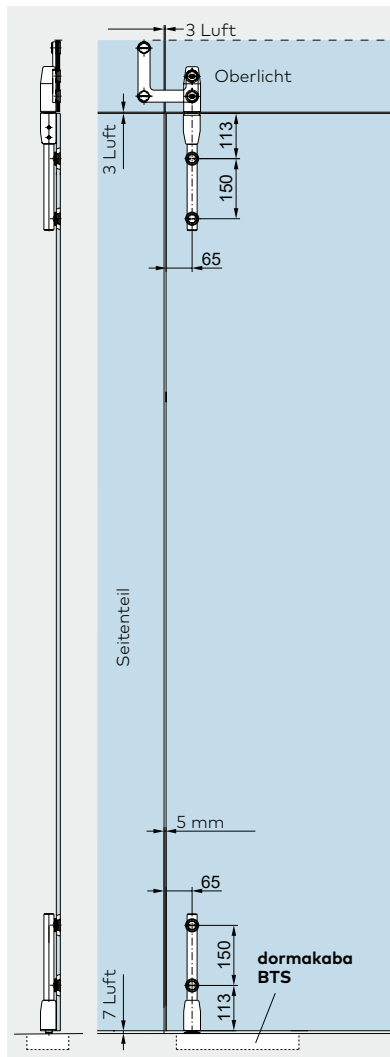 3 Luft
Oberlicht
3 Luft
113
150
65
Seitenteil
5 mm
65
150
7 Luft
113
dormakaba
BTS